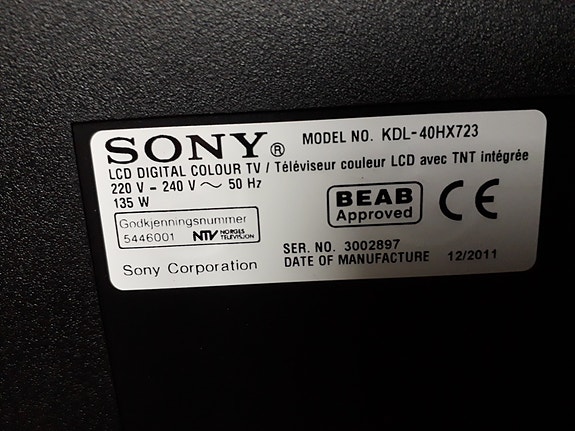 SONY® MODEL NO. KDL-40HX723
LCD DIGITAL COLOUR TV / Téléviseur couleur LCD avec TNT intégrée
220 V - 240 V ~ 50 Hz
135 W
BEAB
Approved
CE
Godkjenningsnummer
5446001 NTV NORGES TELEVISJON
SER. NO. 3002897
DATE OF MANUFACTURE 12/2011
Sony Corporation